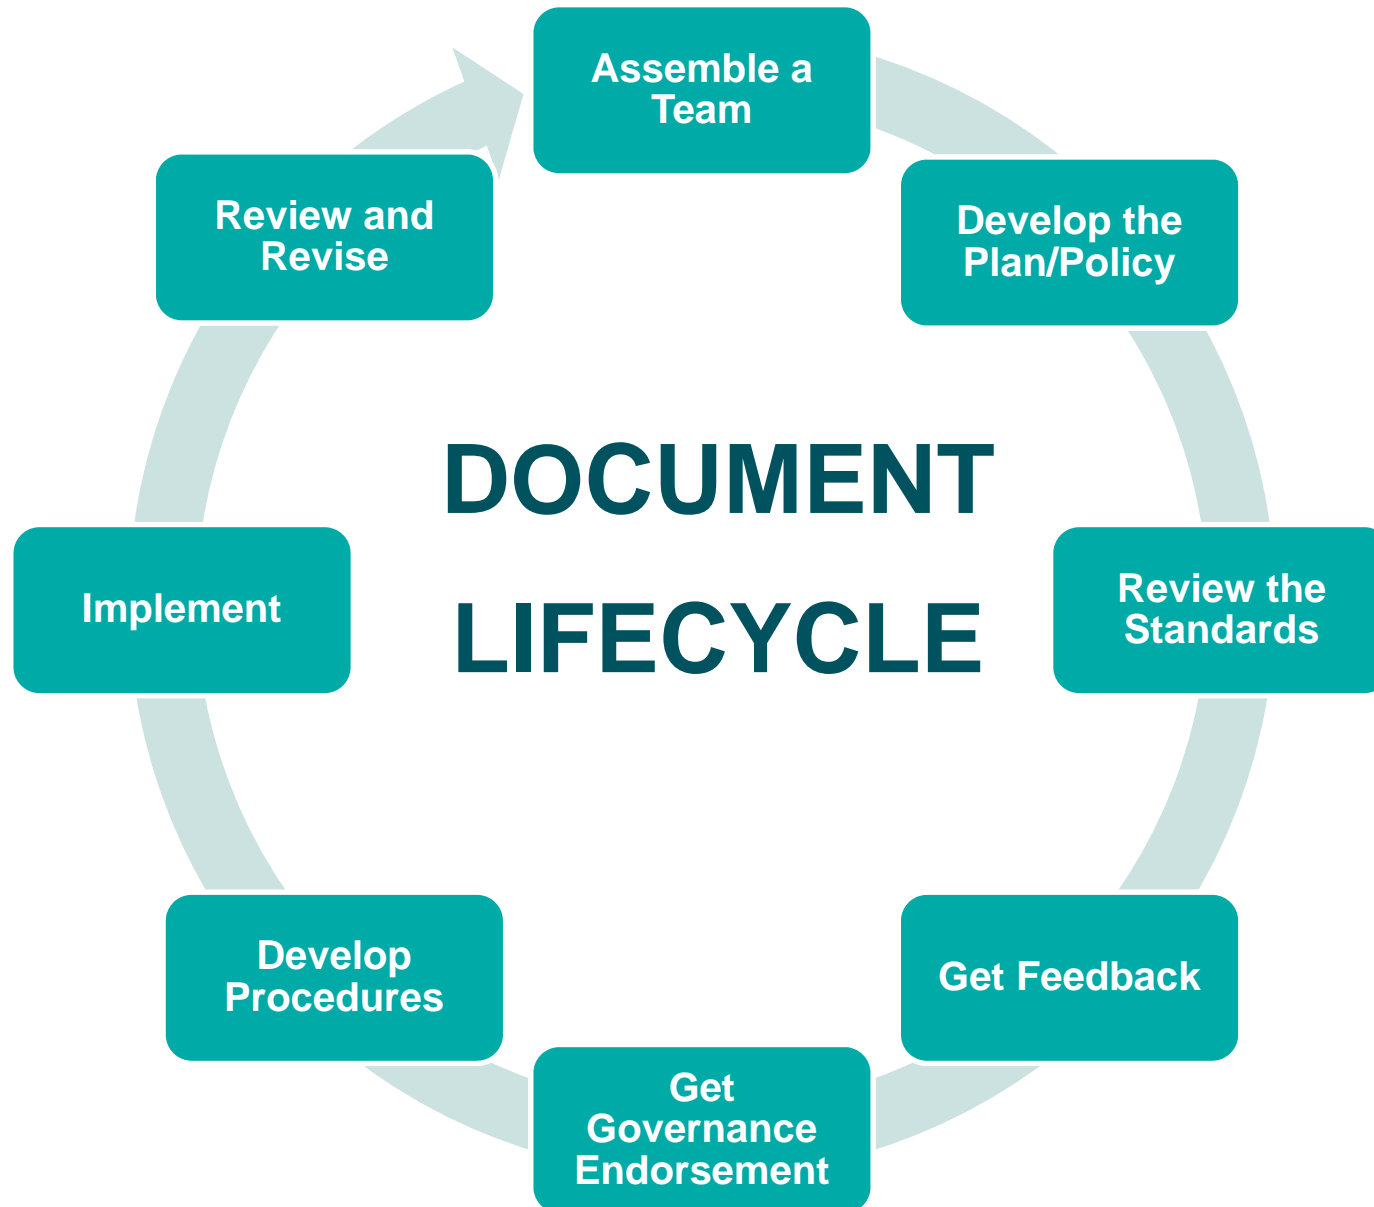 Assemble a
Team
Develop the
Plan/Policy
Review the
Standards
Get Feedback
Get
Governance
Endorsement
Develop
Procedures
Implement
Review and
Revise
DOCUMENT
LIFECYCLE